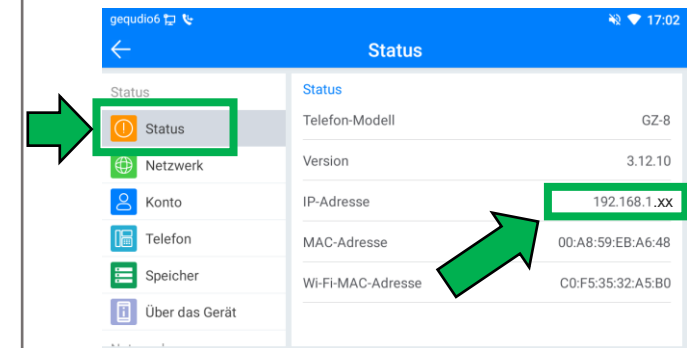 gequdio6 17:02
Status
Status
Status
Netzwerk
Konto
Telefon
Speicher
Über das Gerät
Status
Telefon-Modell GZ-8
Version 3.12.10
IP-Adresse 192.168.1.xx
MAC-Adresse 00:A8:59:EB:A6:48
Wi-Fi-MAC-Adresse C0:F5:35:32:A5:B0